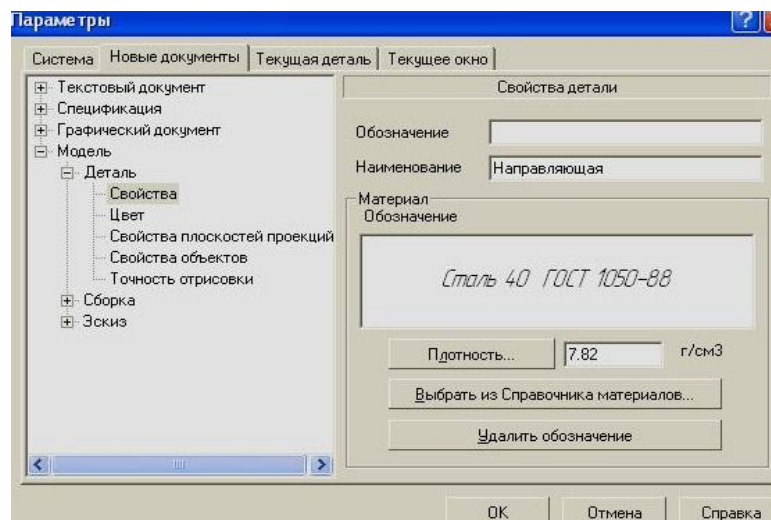 Параметры
Система Новые документы Текущая деталь Текущее окно
Текстовый документ
Спецификация
Графический документ
Модель
Деталь
Свойства
Цвет
Свойства плоскостей проекций
Свойства объектов
Точность отрисовки
Сборка
Эскиз
Свойства детали
Обозначение
Наименование Направляющая
Материал
Обозначение
Сталь 40 ГОСТ 1050-88
Плотность... 7.82 г/см3
Выбрать из Справочника материалов...
Удалить обозначение
OK Отмена Справка